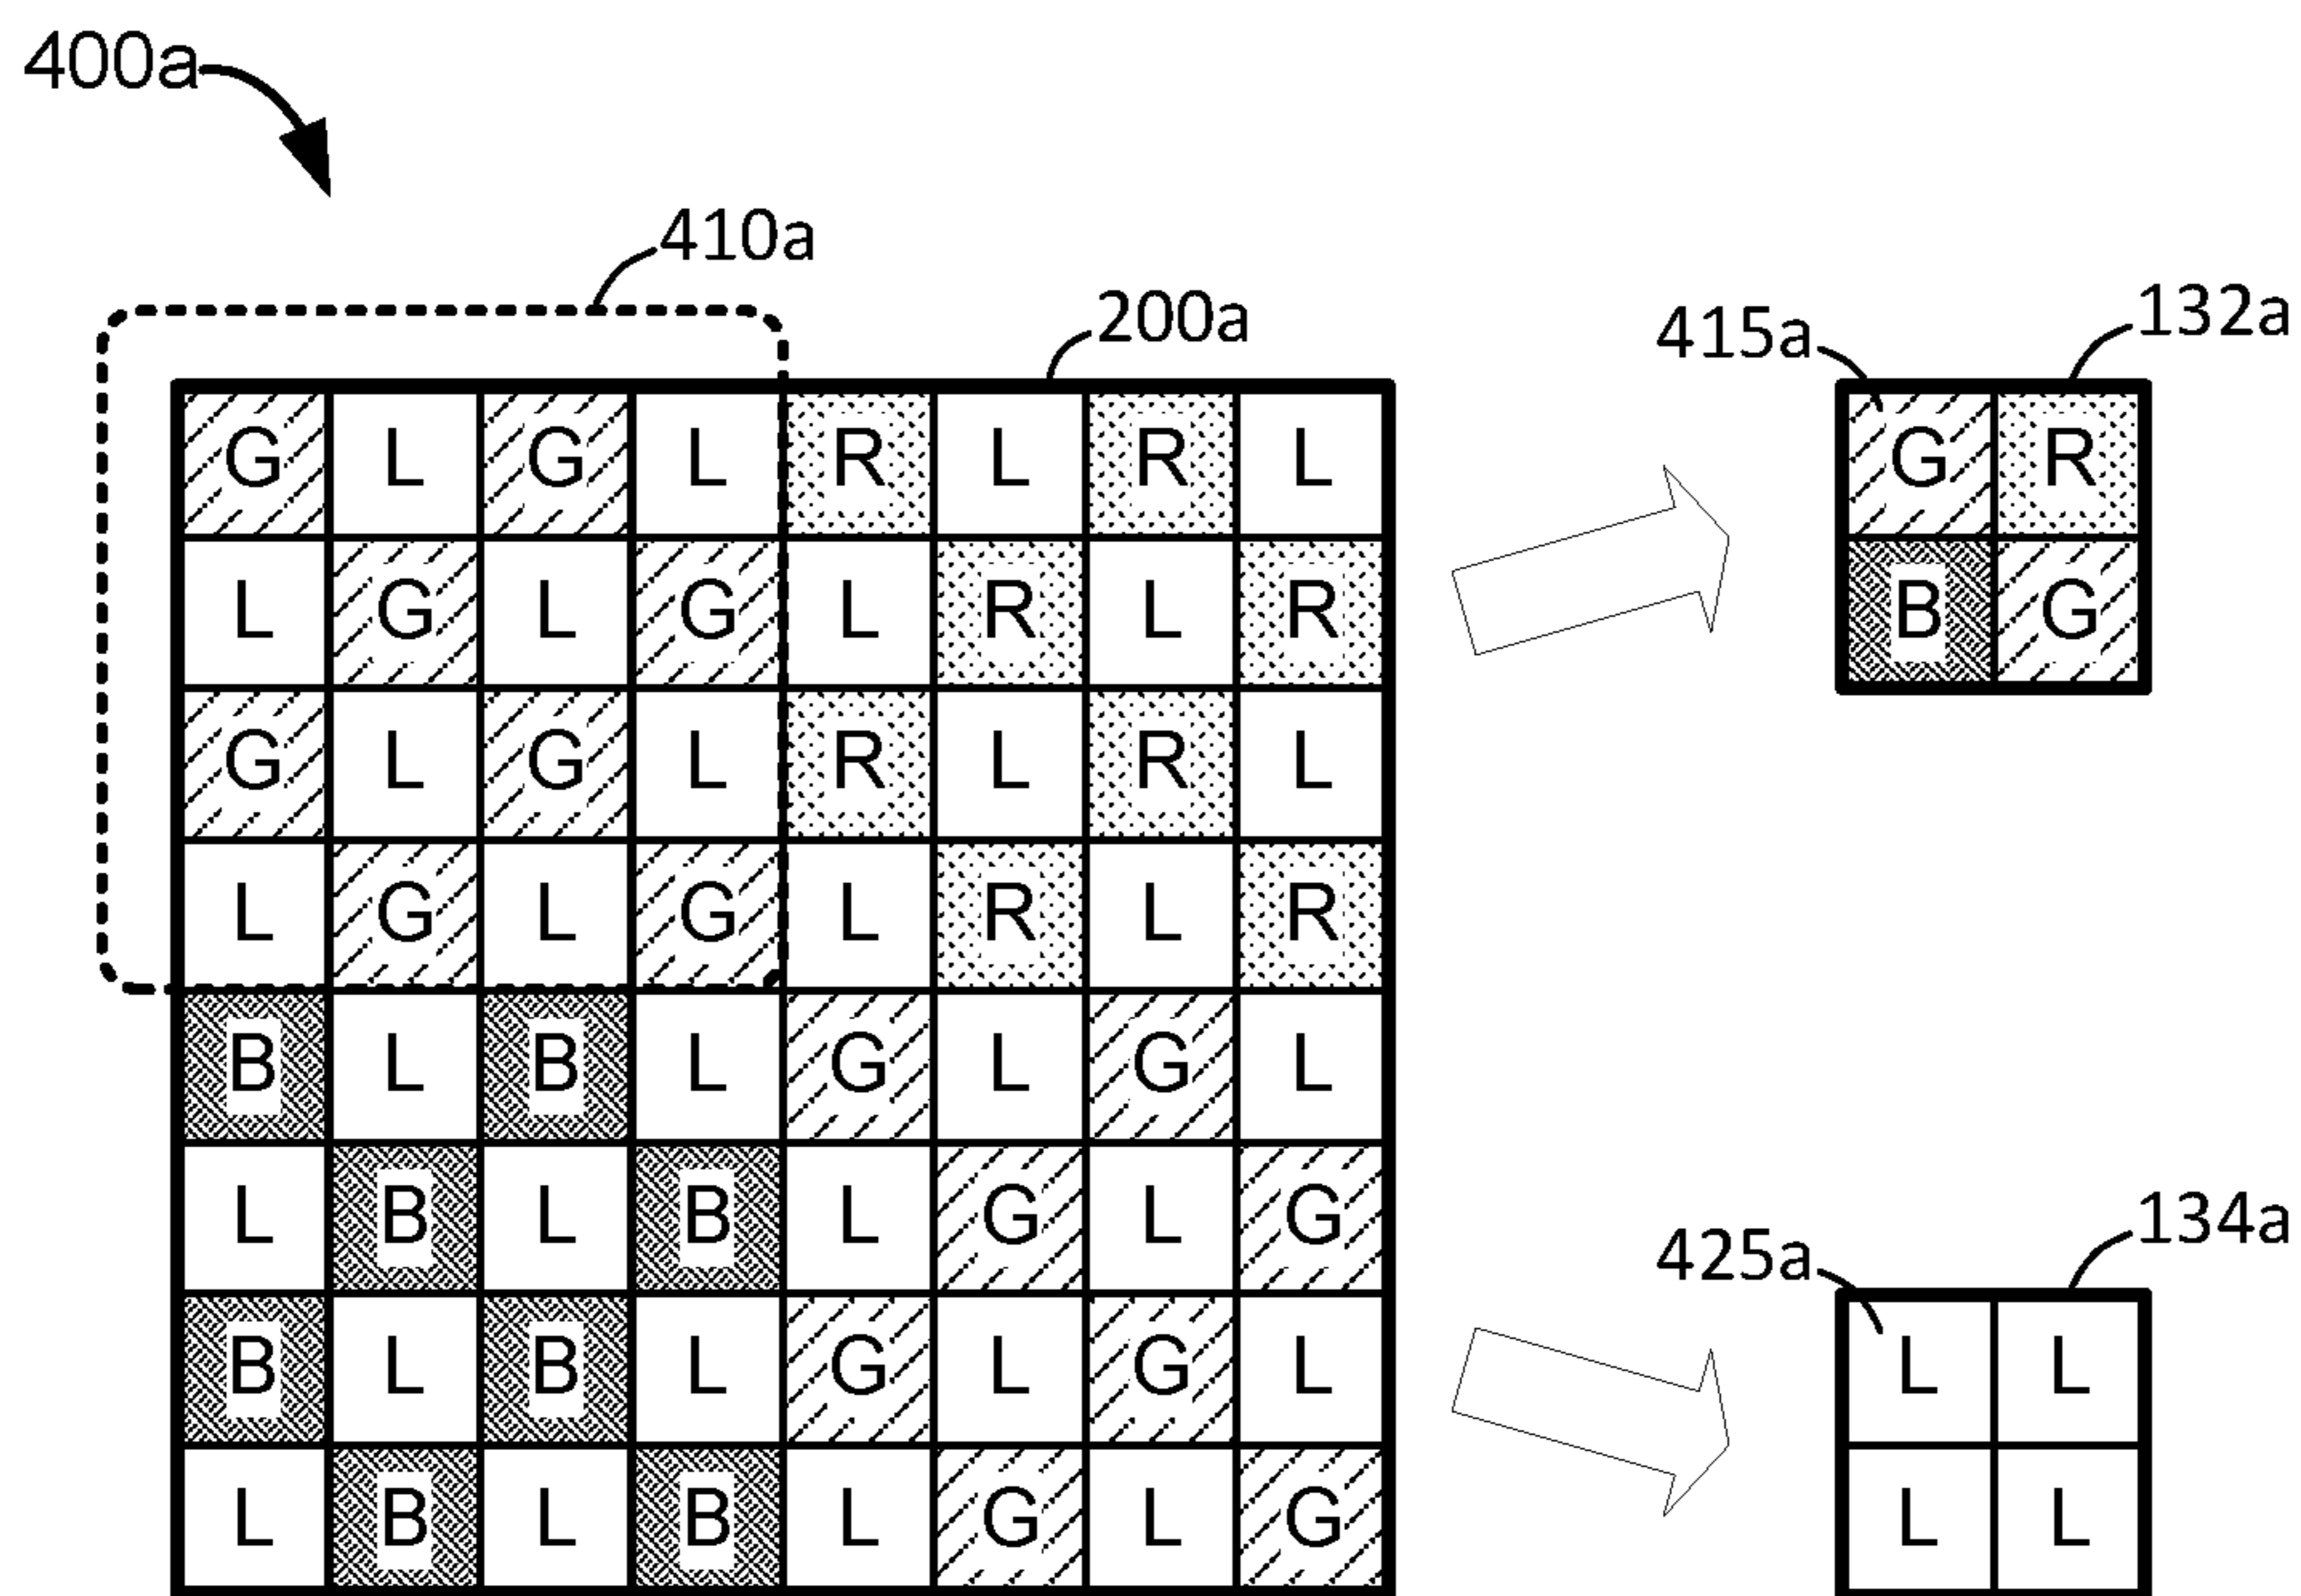 400a
410a
200a
415a
132a
G L G L R L R L
G R
L G L G L R L R
B G
G L G L R L R L
L G L G L R L R
B L B L G L G L
L B L B L G L G
425a
134a
B L B L G L G L
L L
L B L B L G L G
L L